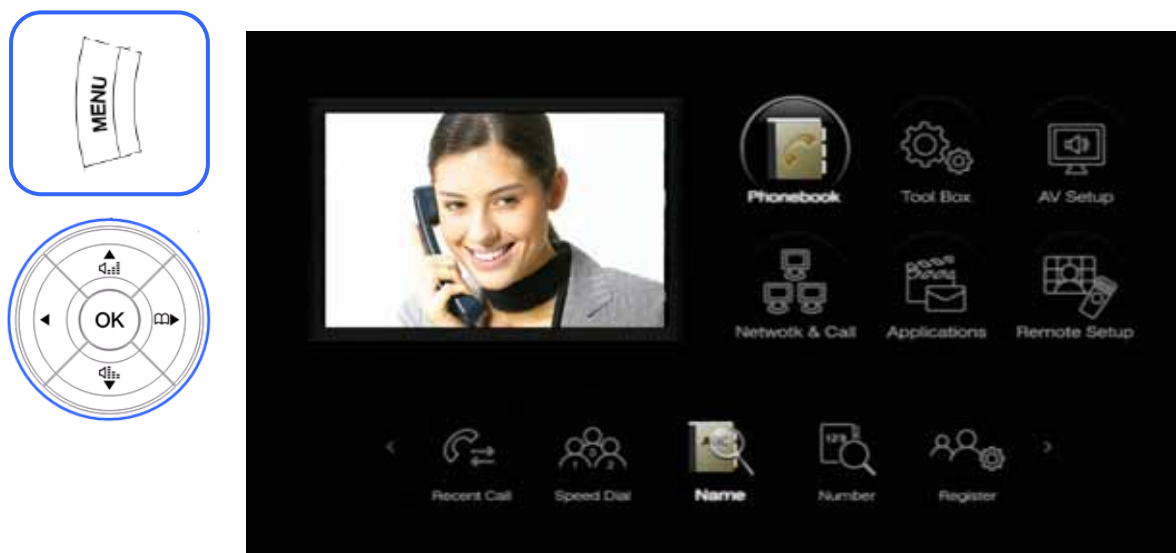 MENU
OK
Phonebook
Tool Box
AV Setup
Netwotk & Call
Applications
Remote Setup
Recent Call
Speed Dial
Name
Number
Register